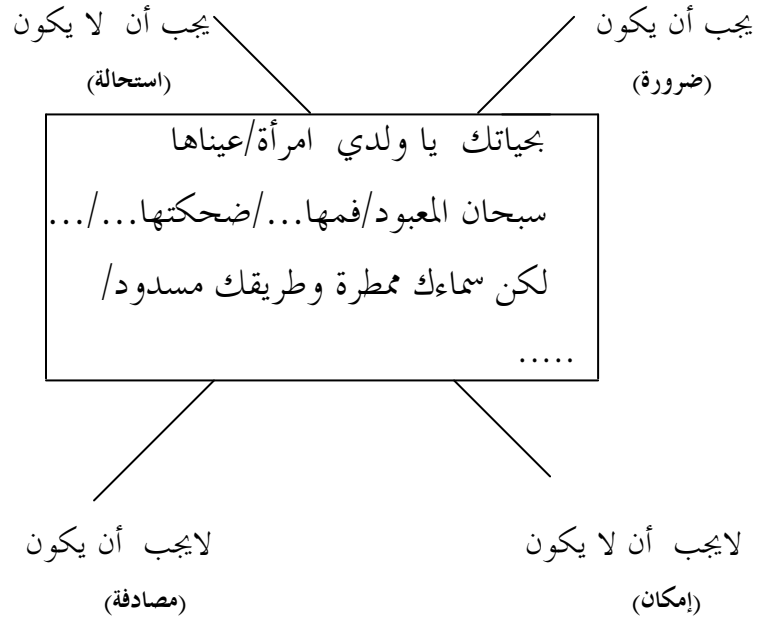 يجب أن يكون
يجب أن لا يكون
(ضرورة)
(استحالة)
بحياتك يا ولدي امرأة/عيناها
سبحان المعبود/فمها.../ضحكتها.../...
لكن سماءك ممطرة وطريقك مسدود/
.....
لايجب أن لا يكون
لايجب أن يكون
(إمكان)
(مصادفة)